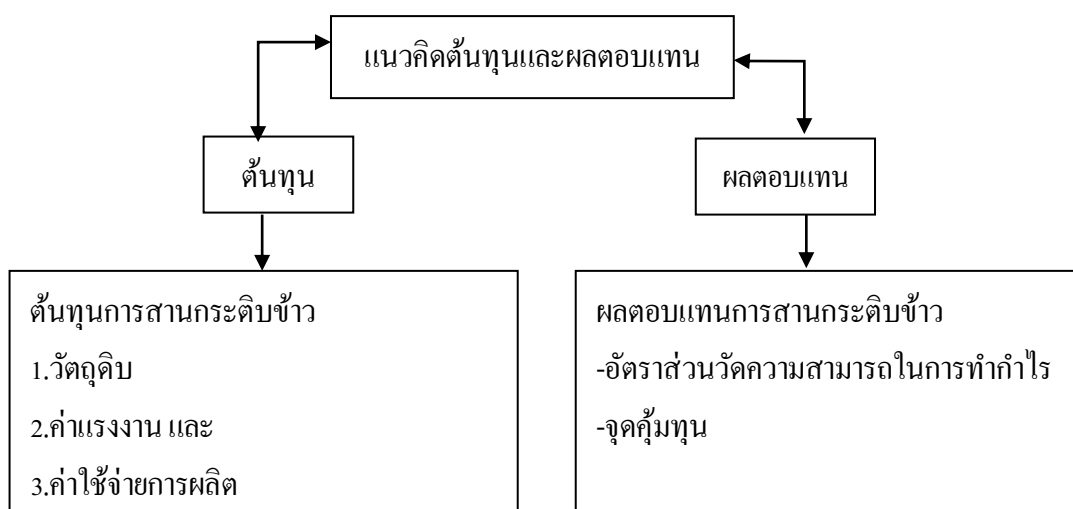 แนวคิดต้นทุนและผลตอบแทน
ต้นทุน
ผลตอบแทน
ต้นทุนการสานกระติบข้าว
1.วัตถุดิบ
2.ค่าแรงงาน และ
3.ค่าใช้จ่ายการผลิต
ผลตอบแทนการสานกระติบข้าว
-อัตราส่วนวัดความสามารถในการทำกำไร
-จุดคุ้มทุน